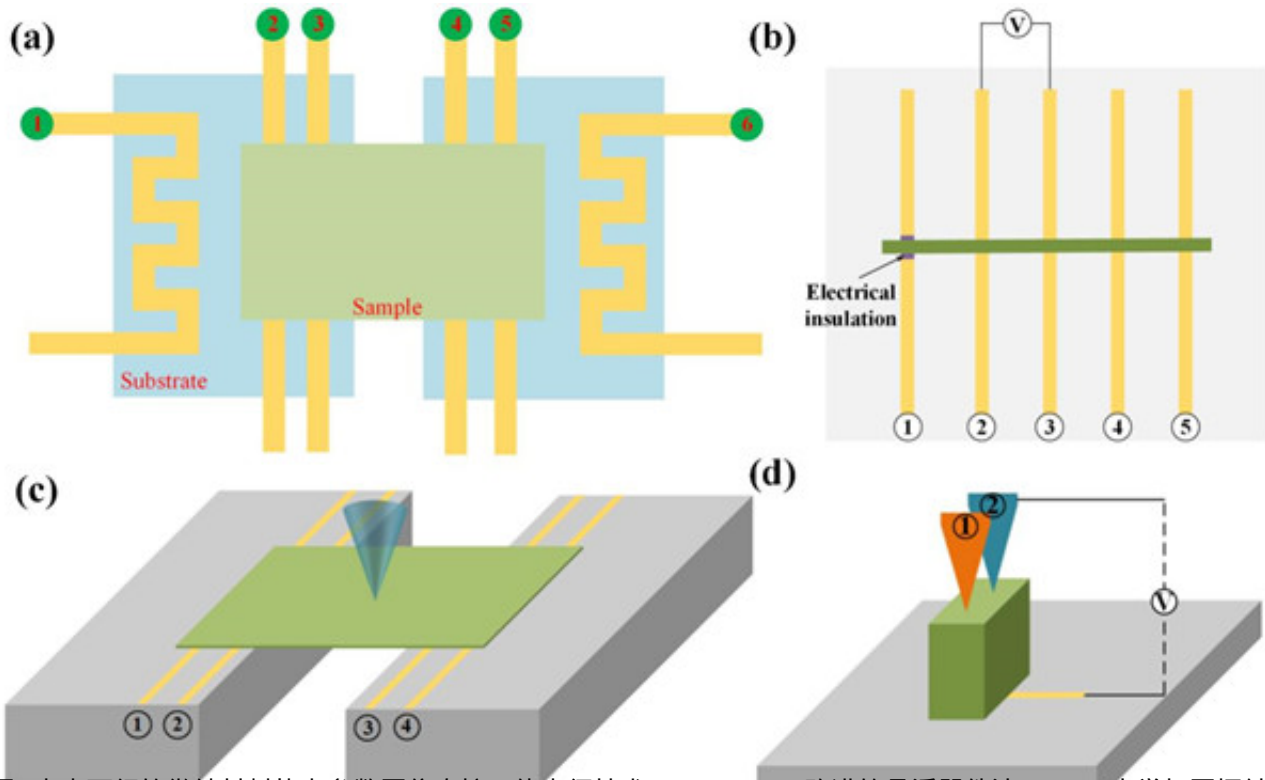 (a)
2 3 4 5
1
6
Sample
Substrate
(b)
V
Electrical
insulation
1 2 3 4 5
(c)
1 2 3 4
(d)
1 2
V